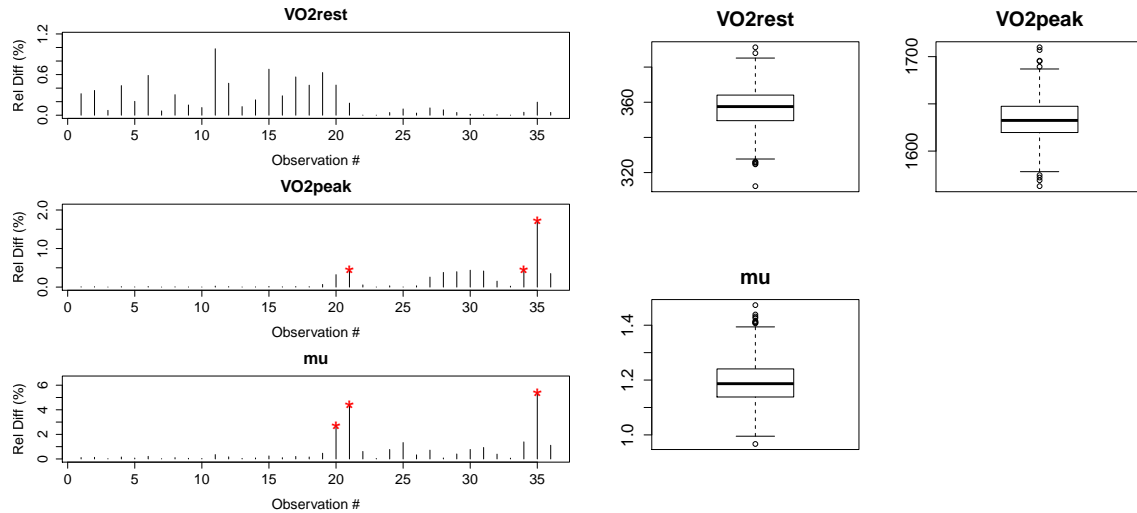 VO2rest
Rel Diff (%)
0.0 0.6 1.2
0 5 10 15 20 25 30 35
Observation #
VO2peak
Rel Diff (%)
0.0 1.0 2.0
0 5 10 15 20 25 30 35
Observation #
mu
Rel Diff (%)
0 2 4 6
0 5 10 15 20 25 30 35
Observation #
VO2rest
320 360
VO2peak
1600 1700
mu
1.0 1.2 1.4